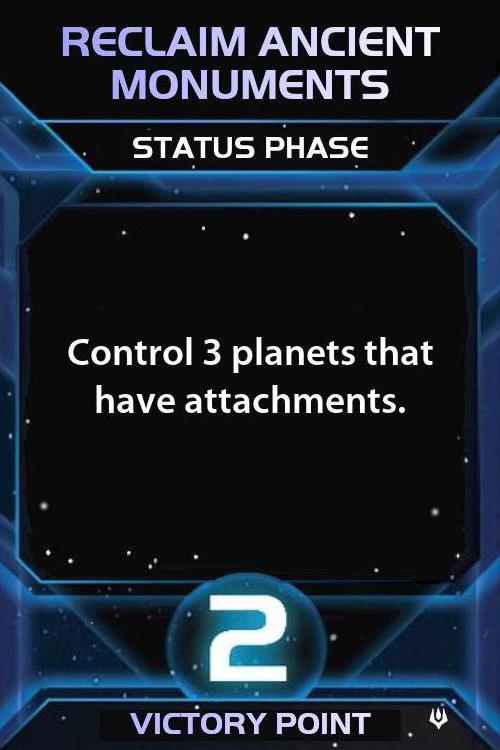 RECLAIM ANCIENT
MONUMENTS
STATUS PHASE
Control 3 planets that
have attachments.
2
VICTORY POINT